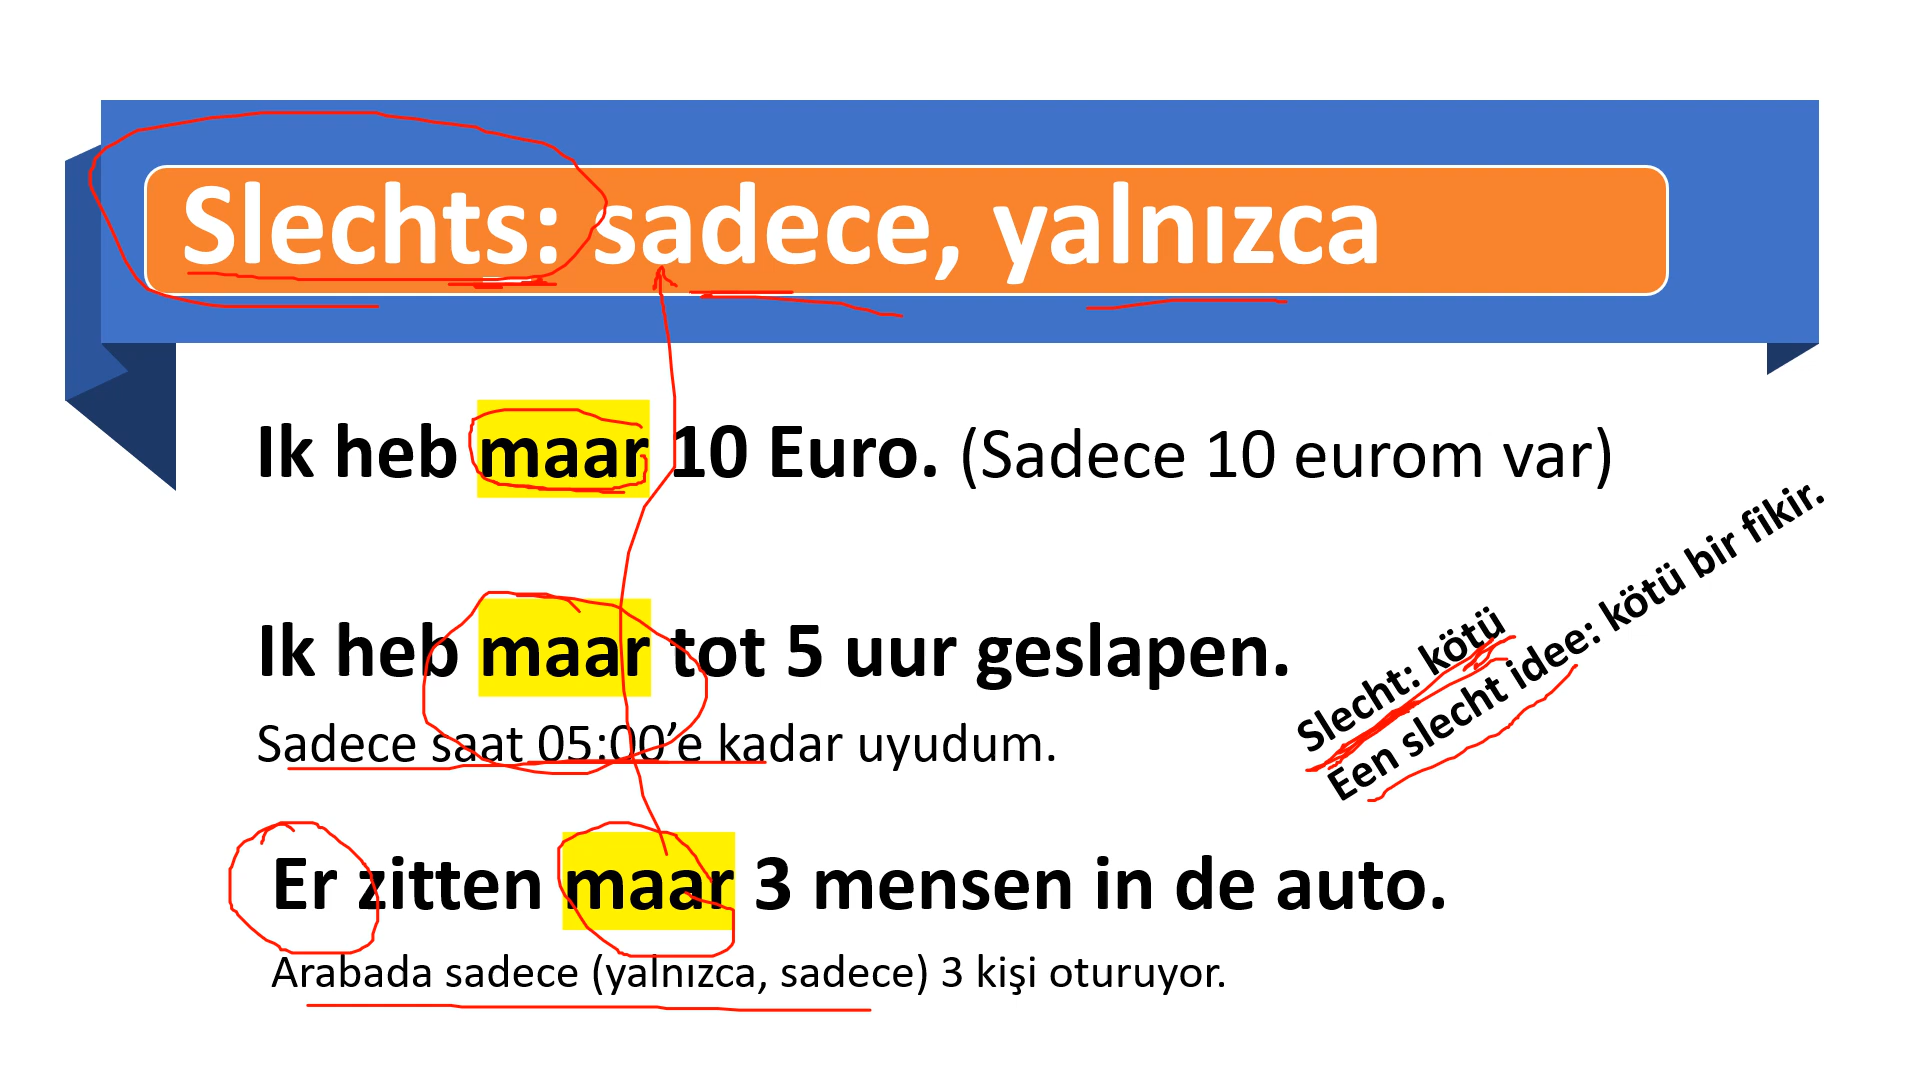 Slechts: sadece, yalnızca
Ik heb maar 10 Euro. (Sadece 10 eurom var)
Ik heb maar tot 5 uur geslapen.
Sadece saat 05:00’e kadar uyudum.
Slecht: kötü
Een slecht idee: kötü bir fikir.
Er zitten maar 3 mensen in de auto.
Arabada sadece (yalnızca, sadece) 3 kişi oturuyor.